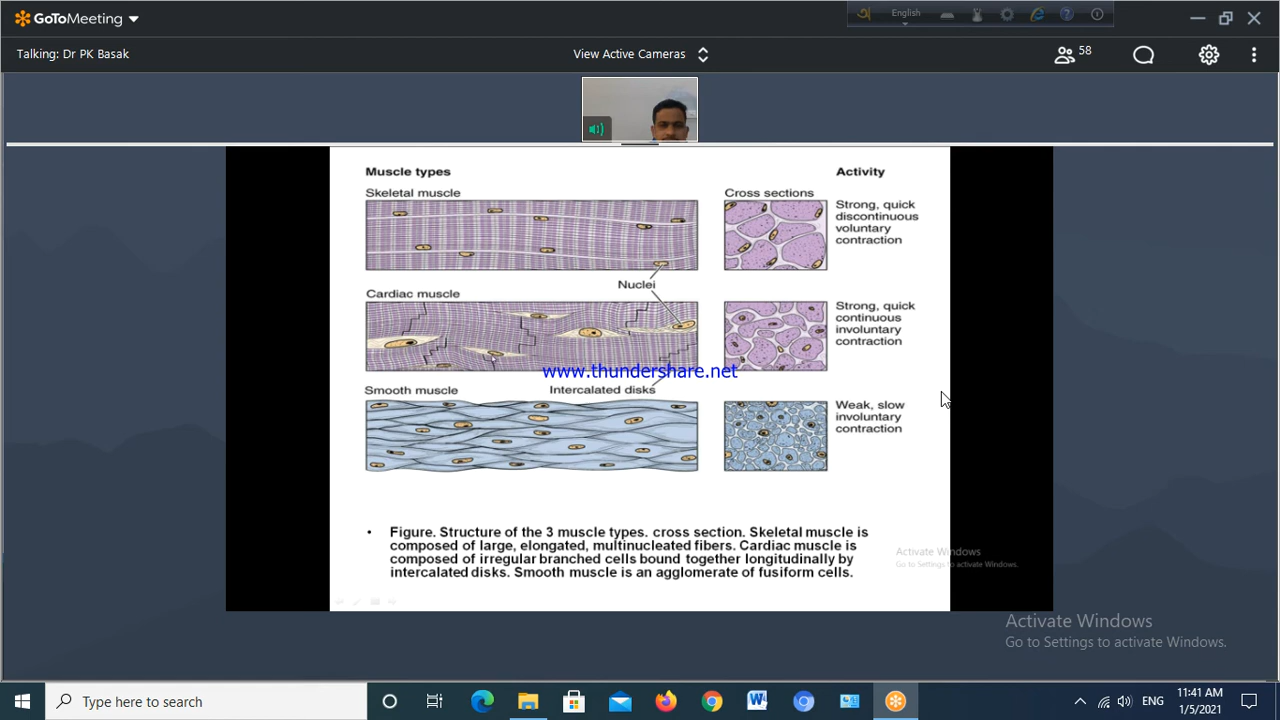 GoToMeeting
English
Talking: Dr PK Basak
View Active Cameras
58
Muscle types
Activity
Skeletal muscle
Cross sections
Strong, quick
discontinuous
voluntary
contraction
Nuclei
Cardiac muscle
Strong, quick
continuous
involuntary
contraction
www.thundershare.net
Smooth muscle
Intercalated disks
Weak, slow
involuntary
contraction
• Figure. Structure of the 3 muscle types. cross section. Skeletal muscle is
composed of large, elongated, multinucleated fibers. Cardiac muscle is
composed of irregular branched cells bound together longitudinally by
intercalated disks. Smooth muscle is an agglomerate of fusiform cells.
Activate Windows
Go to Settings to activate Windows.
Activate Windows
Go to Settings to activate Windows.
Type here to search
ENG
11:41 AM
1/5/2021